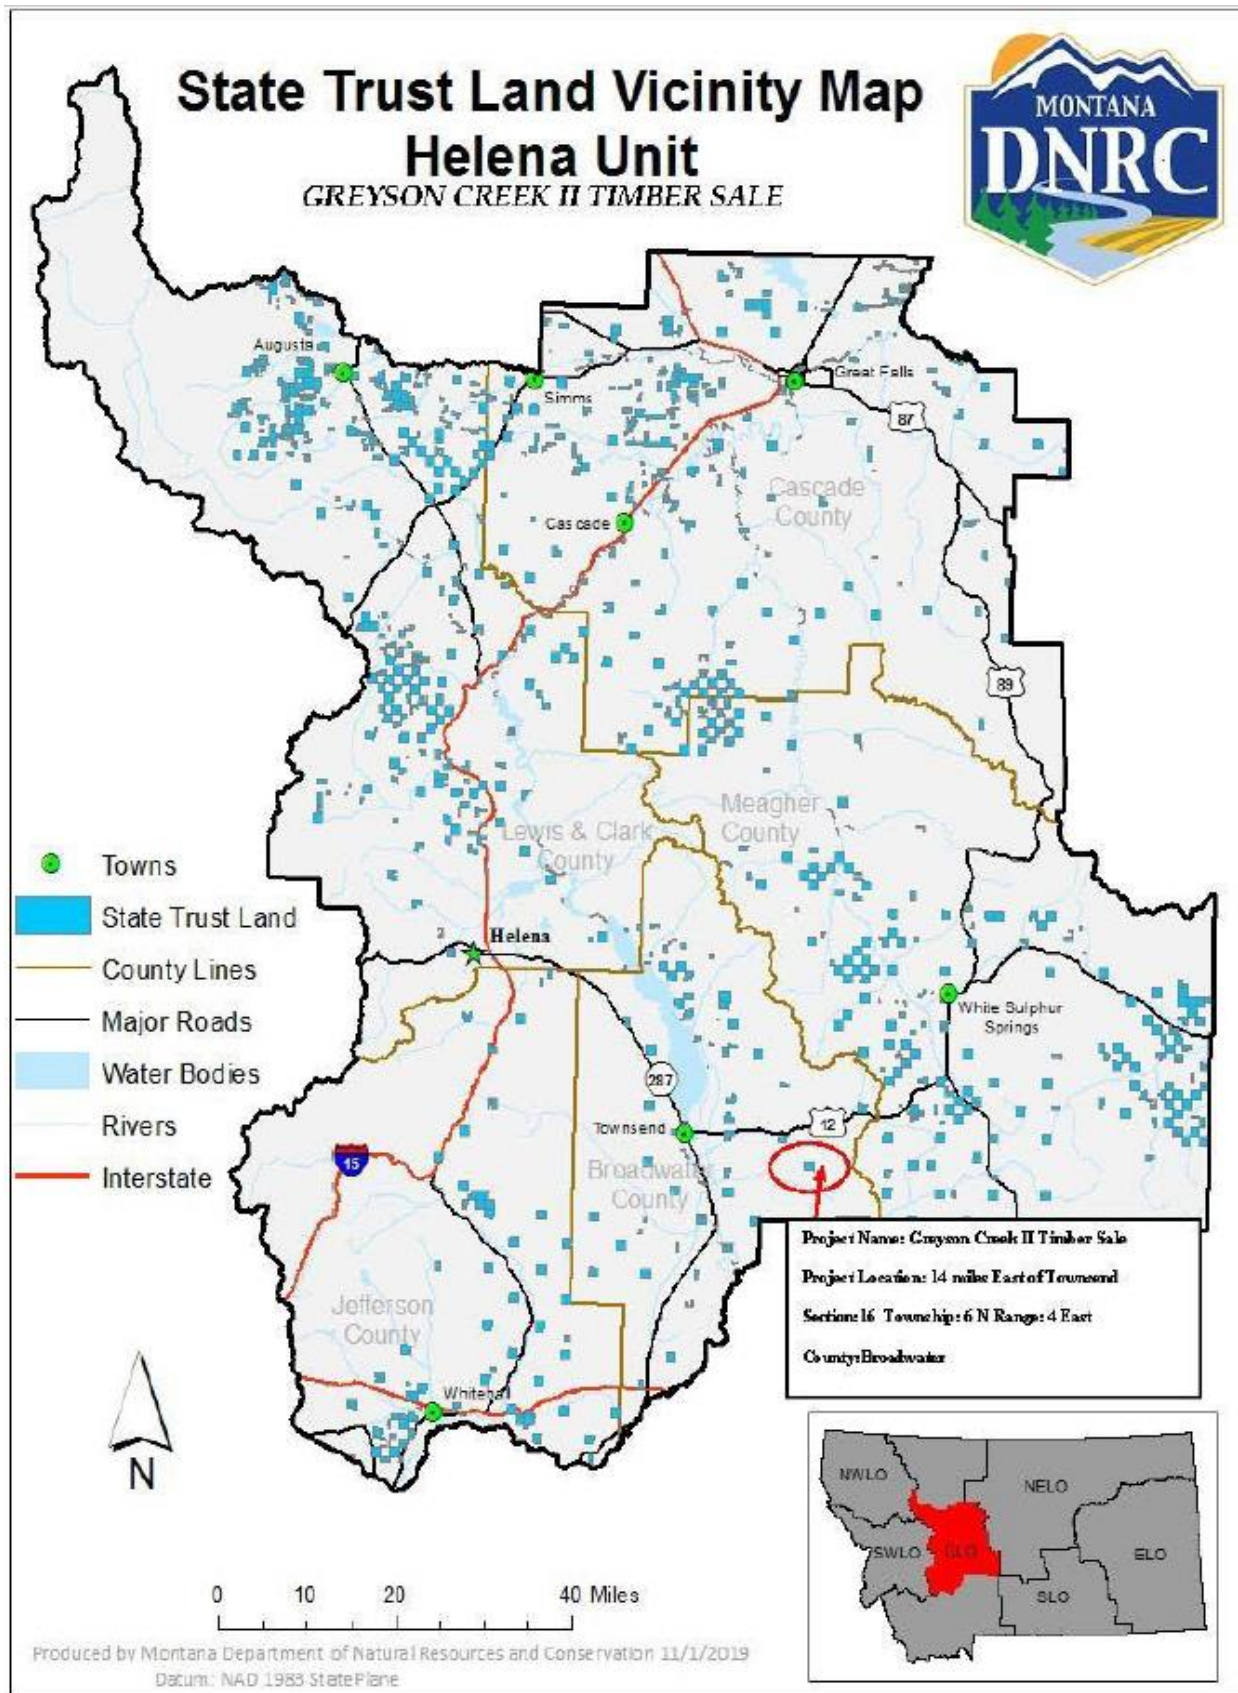 State Trust Land Vicinity Map
Helena Unit
GREYSON CREEK II TIMBER SALE
MONTANA
DNRC
Augusta
Simms
Great Falls
87
Cascade
County
Cascade
89
Meagher
County
Lewis & Clark
County
Towns
State Trust Land
County Lines
Major Roads
Water Bodies
Rivers
Interstate
Helena
White Sulphur
Springs
287
Townsend
12
15
Broadwater
County
Project Name: Greyson Creek II Timber Sale
Project Location: 14 miles East of Townsend
Section: 16 Township: 6 N Range: 4 East
County: Broadwater
Jefferson
County
Whitehall
N
NWLO
NELO
SWLO
CLO
ELO
SLO
0 10 20 40 Miles
Produced by Montana Department of Natural Resources and Conservation 11/1/2019
Datum: NAD 1983 StatePlane